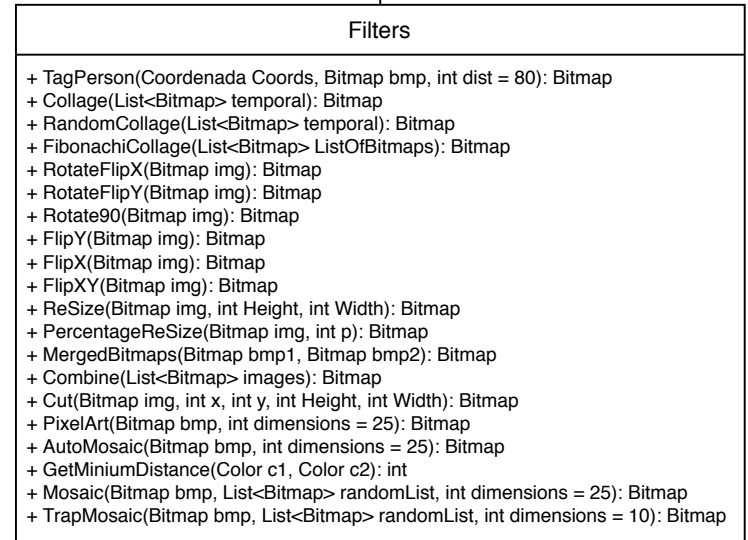 Filters
+ TagPerson(Coordenada Coords, Bitmap bmp, int dist = 80): Bitmap
+ Collage(List<Bitmap> temporal): Bitmap
+ RandomCollage(List<Bitmap> temporal): Bitmap
+ FibonachiCollage(List<Bitmap> ListOfBitmaps): Bitmap
+ RotateFlipX(Bitmap img): Bitmap
+ RotateFlipY(Bitmap img): Bitmap
+ Rotate90(Bitmap img): Bitmap
+ FlipY(Bitmap img): Bitmap
+ FlipX(Bitmap img): Bitmap
+ FlipXY(Bitmap img): Bitmap
+ ReSize(Bitmap img, int Height, int Width): Bitmap
+ PercentageReSize(Bitmap img, int p): Bitmap
+ MergedBitmaps(Bitmap bmp1, Bitmap bmp2): Bitmap
+ Combine(List<Bitmap> images): Bitmap
+ Cut(Bitmap img, int x, int y, int Height, int Width): Bitmap
+ PixelArt(Bitmap bmp, int dimensions = 25): Bitmap
+ AutoMosaic(Bitmap bmp, int dimensions = 25): Bitmap
+ GetMiniumDistance(Color c1, Color c2): int
+ Mosaic(Bitmap bmp, List<Bitmap> randomList, int dimensions = 25): Bitmap
+ TrapMosaic(Bitmap bmp, List<Bitmap> randomList, int dimensions = 10): Bitmap